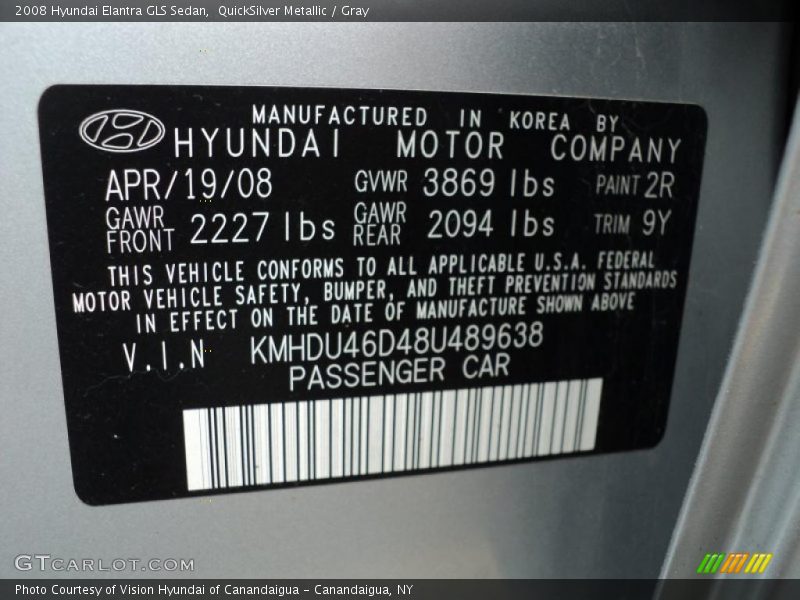 2008 Hyundai Elantra GLS Sedan, QuickSilver Metallic / Gray
MANUFACTURED IN KOREA BY
HYUNDAI MOTOR COMPANY
APR/19/08 GVWR 3869 lbs PAINT 2R
GAWR FRONT 2227 lbs GAWR REAR 2094 lbs TRIM 9Y
THIS VEHICLE CONFORMS TO ALL APPLICABLE U.S.A. FEDERAL
MOTOR VEHICLE SAFETY, BUMPER, AND THEFT PREVENTION STANDARDS
IN EFFECT ON THE DATE OF MANUFACTURE SHOWN ABOVE
V.I.N KMHDU46D48U489638
PASSENGER CAR
GTCARLOT.COM
Photo Courtesy of Vision Hyundai of Canandaigua - Canandaigua, NY